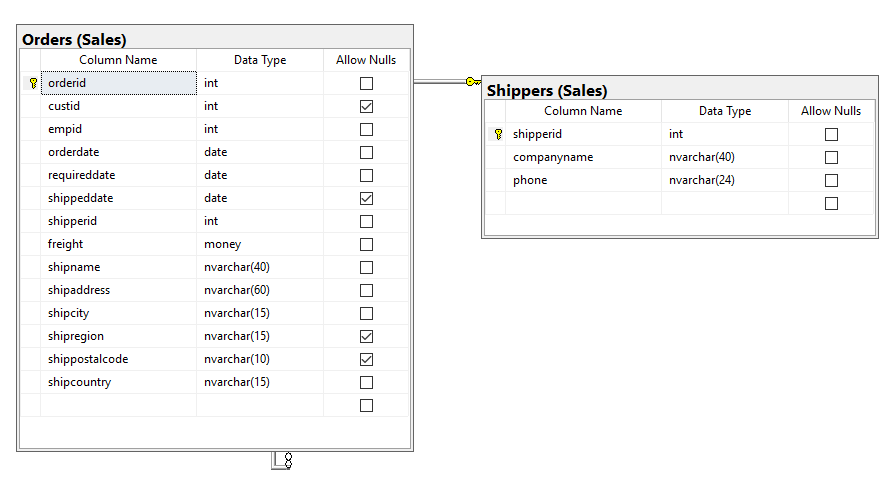 Orders (Sales)
Column Name Data Type Allow Nulls
orderid int
custid int
empid int
orderdate date
requireddate date
shippeddate date
shipperid int
freight money
shipname nvarchar(40)
shipaddress nvarchar(60)
shipcity nvarchar(15)
shipregion nvarchar(15)
shippostalcode nvarchar(10)
shipcountry nvarchar(15)
Shippers (Sales)
Column Name Data Type Allow Nulls
shipperid int
companyname nvarchar(40)
phone nvarchar(24)